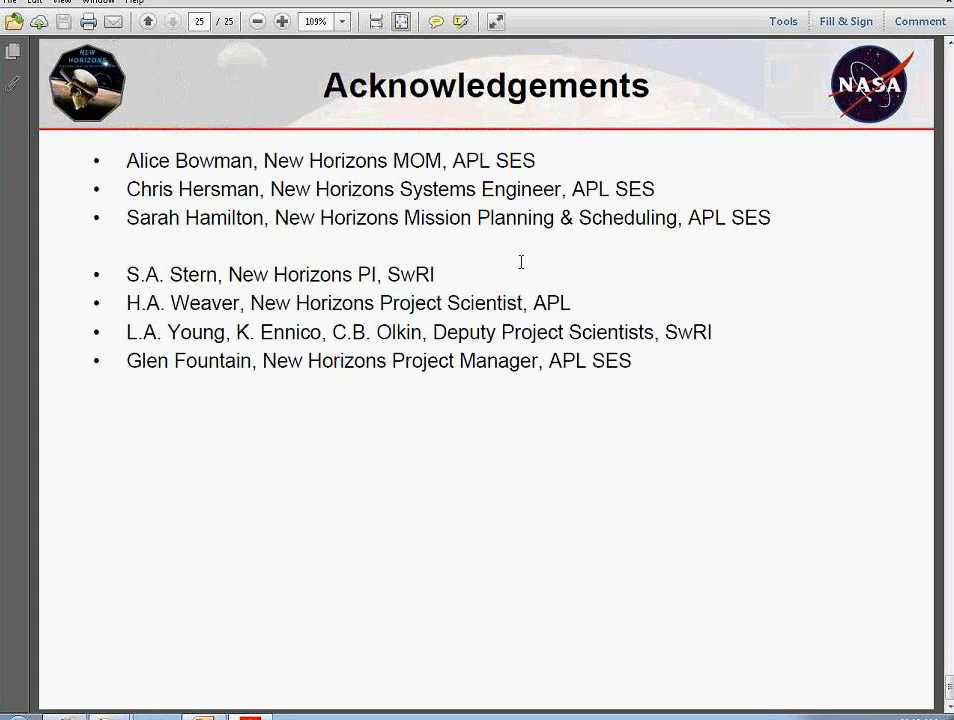 25 / 25 109% Tools Fill & Sign Comment
NEW
HORIZONS
Acknowledgements
NASA
• Alice Bowman, New Horizons MOM, APL SES
• Chris Hersman, New Horizons Systems Engineer, APL SES
• Sarah Hamilton, New Horizons Mission Planning & Scheduling, APL SES
• S.A. Stern, New Horizons PI, SwRI
• H.A. Weaver, New Horizons Project Scientist, APL
• L.A. Young, K. Ennico, C.B. Olkin, Deputy Project Scientists, SwRI
• Glen Fountain, New Horizons Project Manager, APL SES